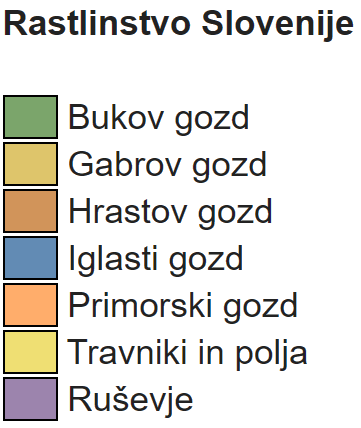 Rastlinstvo Slovenije
Bukov gozd
Gabrov gozd
Hrastov gozd
Iglasti gozd
Primorski gozd
Travniki in polja
Ruševje